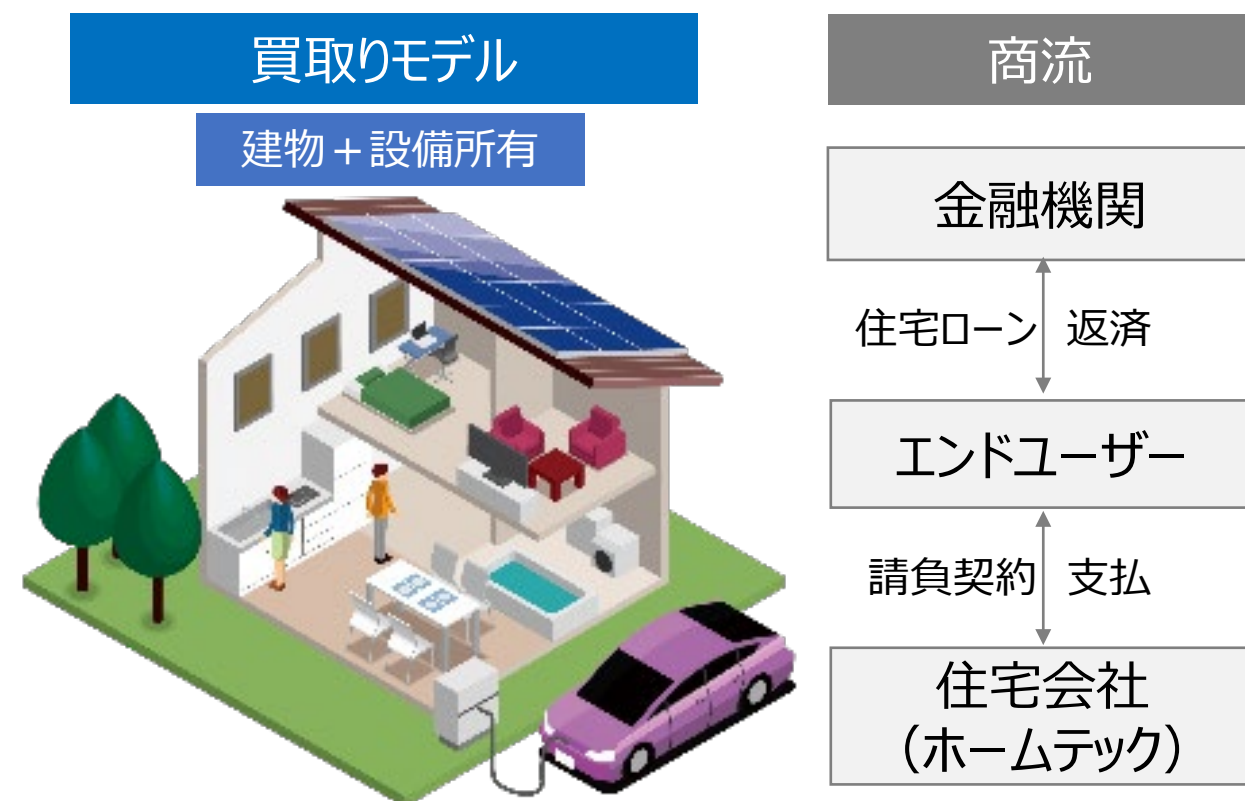 買取りモデル
建物+設備所有
商流
金融機関
住宅ローン 返済
エンドユーザー
請負契約 支払
住宅会社
(ホームテック)